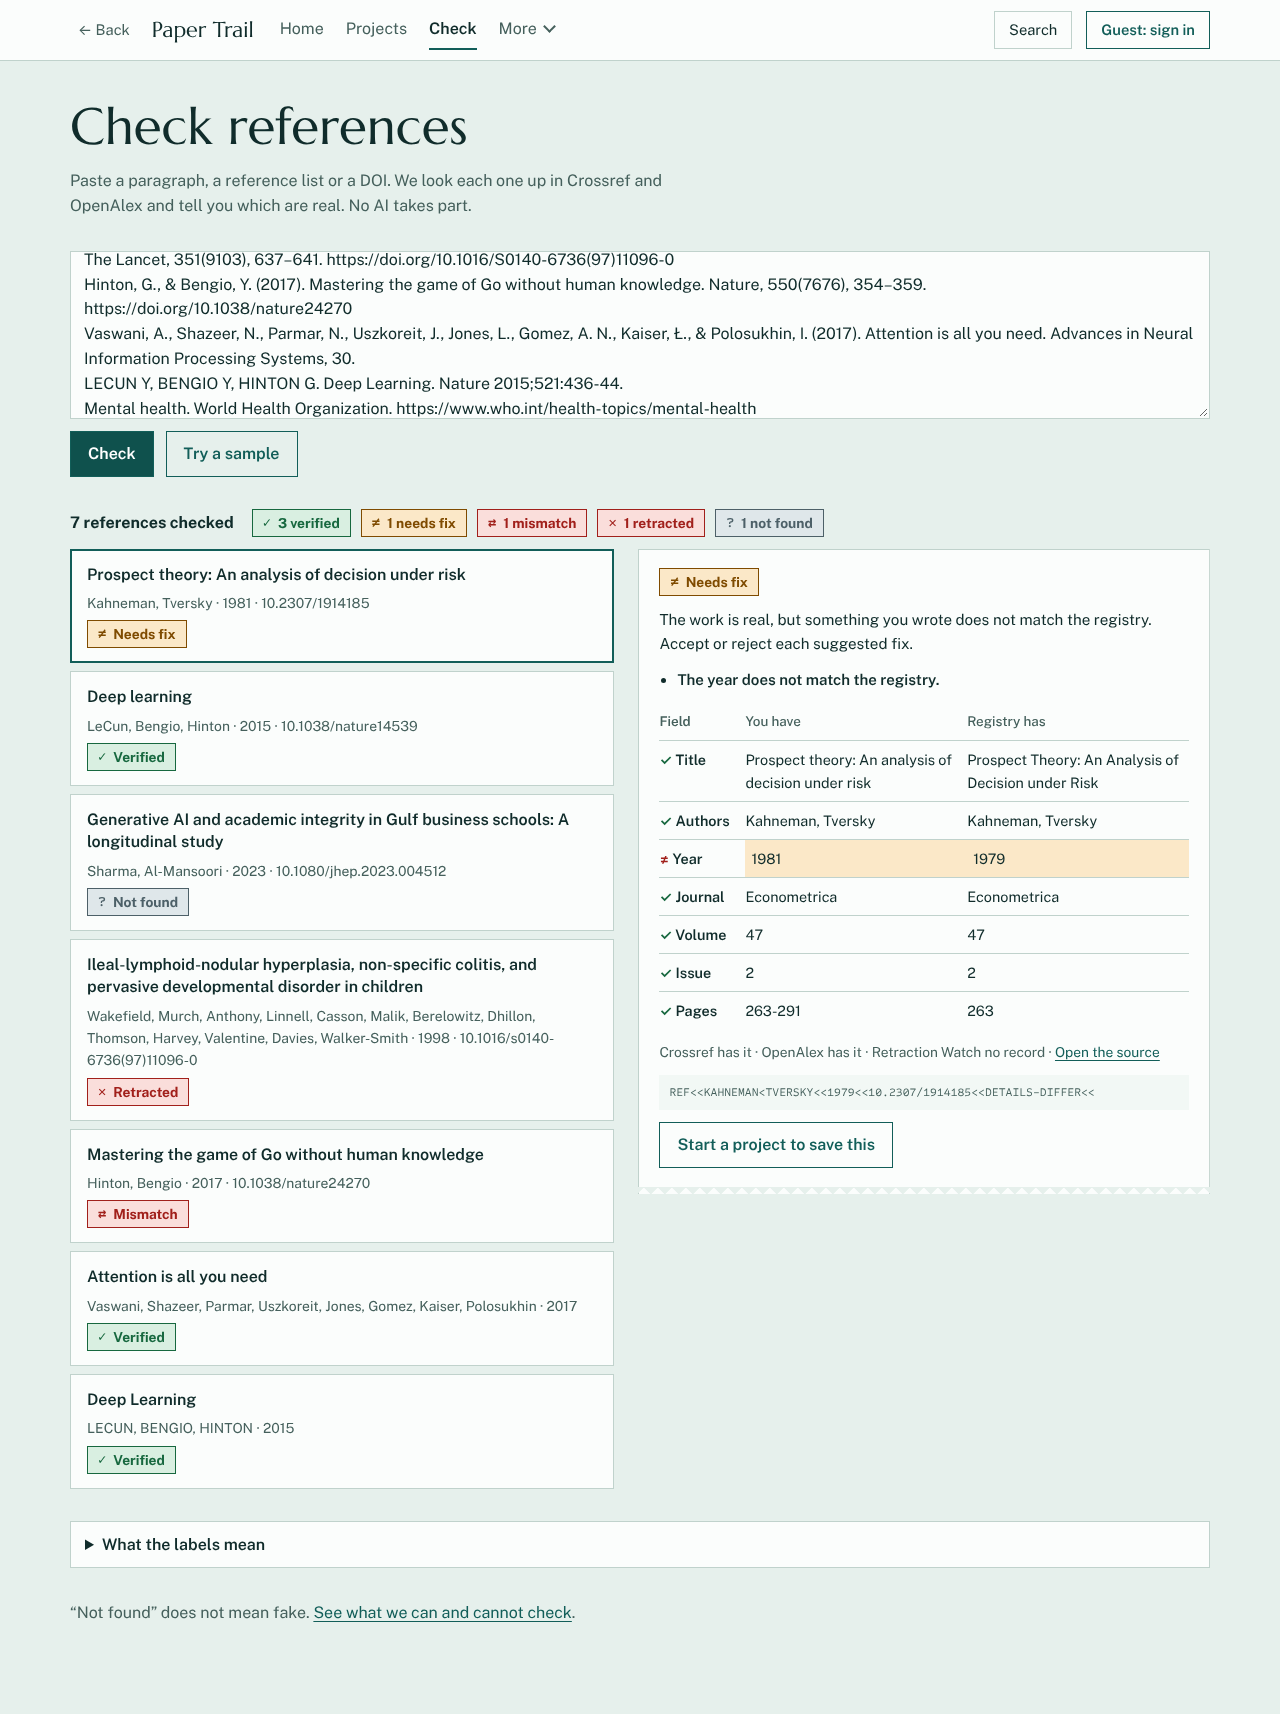 ← Back Paper Trail Home Projects Check More Search Guest: sign in
Check references
Paste a paragraph, a reference list or a DOI. We look each one up in Crossref and
OpenAlex and tell you which are real. No AI takes part.
The Lancet, 351(9103), 637–641. https://doi.org/10.1016/S0140-6736(97)11096-0
Hinton, G., & Bengio, Y. (2017). Mastering the game of Go without human knowledge. Nature, 550(7676), 354–359.
https://doi.org/10.1038/nature24270
Vaswani, A., Shazeer, N., Parmar, N., Uszkoreit, J., Jones, L., Gomez, A. N., Kaiser, Ł., & Polosukhin, I. (2017). Attention is all you need. Advances in Neural
Information Processing Systems, 30.
LECUN Y, BENGIO Y, HINTON G. Deep Learning. Nature 2015;521:436-44.
Mental health. World Health Organization. https://www.who.int/health-topics/mental-health
Check Try a sample
7 references checked ✓ 3 verified ≠ 1 needs fix ⇄ 1 mismatch × 1 retracted ? 1 not found
Prospect theory: An analysis of decision under risk
Kahneman, Tversky · 1981 · 10.2307/1914185
≠ Needs fix
Deep learning
LeCun, Bengio, Hinton · 2015 · 10.1038/nature14539
✓ Verified
Generative AI and academic integrity in Gulf business schools: A
longitudinal study
Sharma, Al-Mansoori · 2023 · 10.1080/jhep.2023.004512
? Not found
Ileal-lymphoid-nodular hyperplasia, non-specific colitis, and
pervasive developmental disorder in children
Wakefield, Murch, Anthony, Linnell, Casson, Malik, Berelowitz, Dhillon,
Thomson, Harvey, Valentine, Davies, Walker-Smith · 1998 · 10.1016/s0140-
6736(97)11096-0
× Retracted
Mastering the game of Go without human knowledge
Hinton, Bengio · 2017 · 10.1038/nature24270
⇄ Mismatch
Attention is all you need
Vaswani, Shazeer, Parmar, Uszkoreit, Jones, Gomez, Kaiser, Polosukhin · 2017
✓ Verified
Deep Learning
LECUN, BENGIO, HINTON · 2015
✓ Verified
≠ Needs fix
The work is real, but something you wrote does not match the registry.
Accept or reject each suggested fix.
• The year does not match the registry.
Field You have Registry has
✓ Title Prospect theory: An analysis of Prospect Theory: An Analysis of
decision under risk Decision under Risk
✓ Authors Kahneman, Tversky Kahneman, Tversky
≠ Year 1981 1979
✓ Journal Econometrica Econometrica
✓ Volume 47 47
✓ Issue 2 2
✓ Pages 263-291 263
Crossref has it · OpenAlex has it · Retraction Watch no record · Open the source
REF<<KAHNEMAN<TVERSKY<<1979<<10.2307/1914185<<DETAILS-DIFFER<<
Start a project to save this
▶ What the labels mean
“Not found” does not mean fake. See what we can and cannot check.